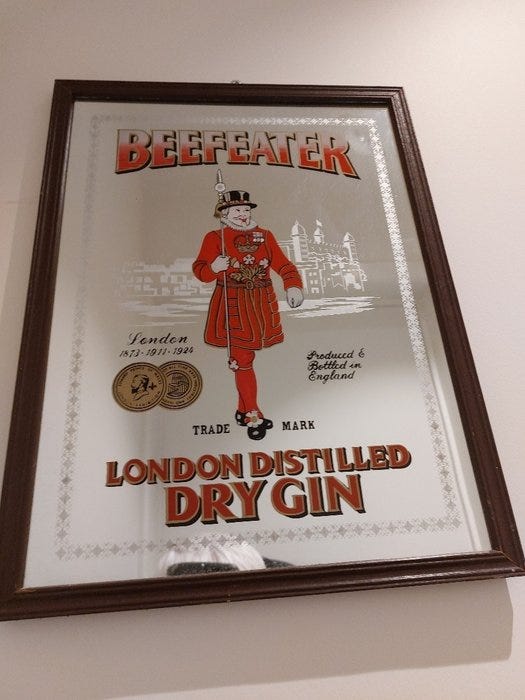 BEEFEATER
London
1873-1911-1924
Produced &
Bottled in
England
TRADE MARK
LONDON DISTILLED
DRY GIN